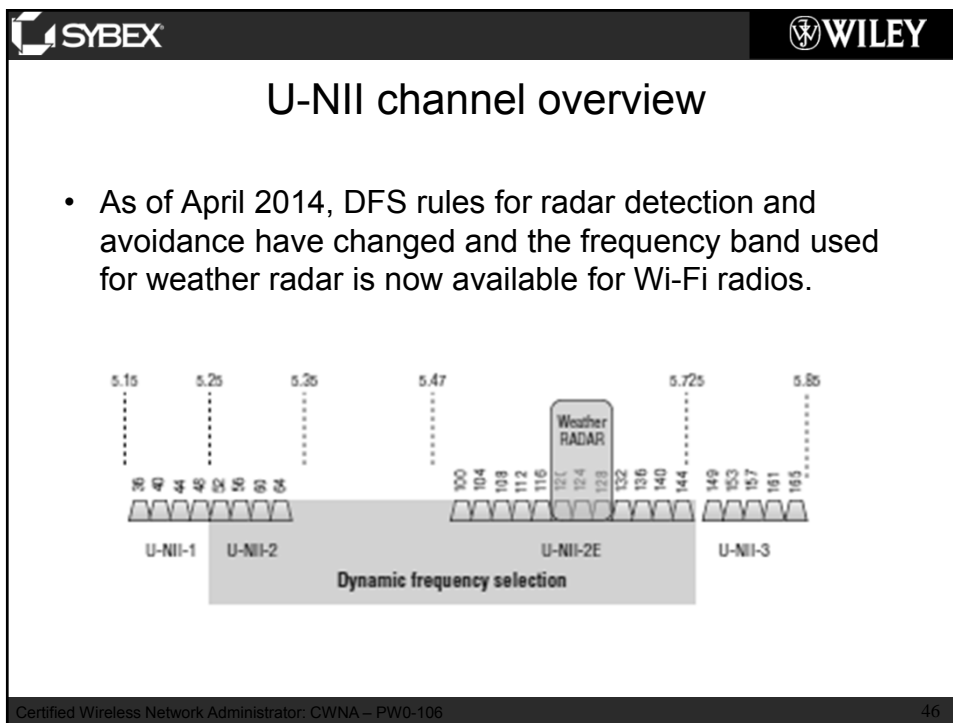 SYBEX
WILEY
U-NII channel overview
• As of April 2014, DFS rules for radar detection and
avoidance have changed and the frequency band used
for weather radar is now available for Wi-Fi radios.
5.15 5.25 5.35 5.47 5.725 5.85
Weather
RADAR
36 40 44 48 52 56 60 64 100 104 108 112 116 120 124 128 132 136 140 144 149 153 157 161 165
U-NII-1 U-NII-2 U-NII-2E U-NII-3
Dynamic frequency selection
Certified Wireless Network Administrator: CWNA – PW0-106 46